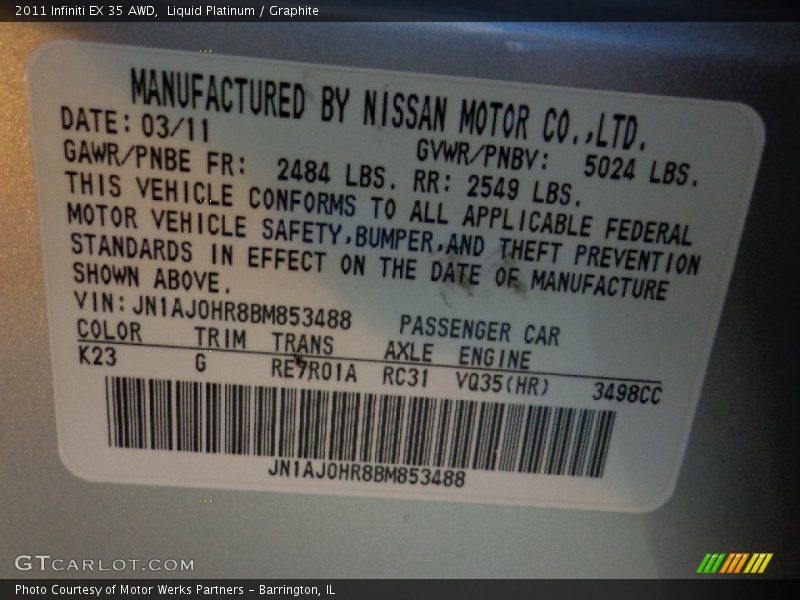 2011 Infiniti EX 35 AWD,  Liquid Platinum / Graphite
MANUFACTURED BY NISSAN MOTOR CO.,LTD.
DATE: 03/11 GVWR/PNBV: 5024 LBS.
GAWR/PNBE FR: 2484 LBS. RR: 2549 LBS.
THIS VEHICLE CONFORMS TO ALL APPLICABLE FEDERAL
MOTOR VEHICLE SAFETY,BUMPER,AND THEFT PREVENTION
STANDARDS IN EFFECT ON THE DATE OF MANUFACTURE
SHOWN ABOVE.
VIN: JN1AJ0HR8BM853488 PASSENGER CAR
COLOR TRIM TRANS AXLE ENGINE
K23 G RE7R01A RC31 VQ35(HR) 3498CC
JN1AJ0HR8BM853488
GTCARLOT.COM
Photo Courtesy of Motor Werks Partners - Barrington, IL